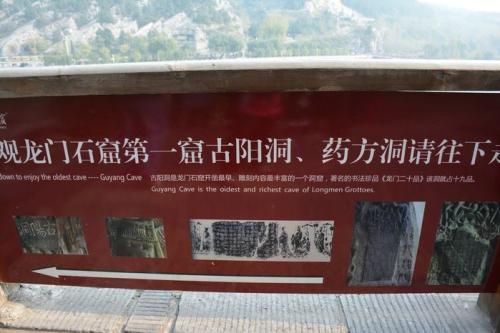 观龙门石窟第一窟古阳洞、药方洞请往下走
down to enjoy the oldest cave ---- Guyang Cave
古阳洞是龙门石窟开凿最早、雕刻内容最丰富的一个洞窟，著名的书法珍品《龙门二十品》该洞就占十九品。
Guyang Cave is the oldest and richest cave of Longmen Grottoes.